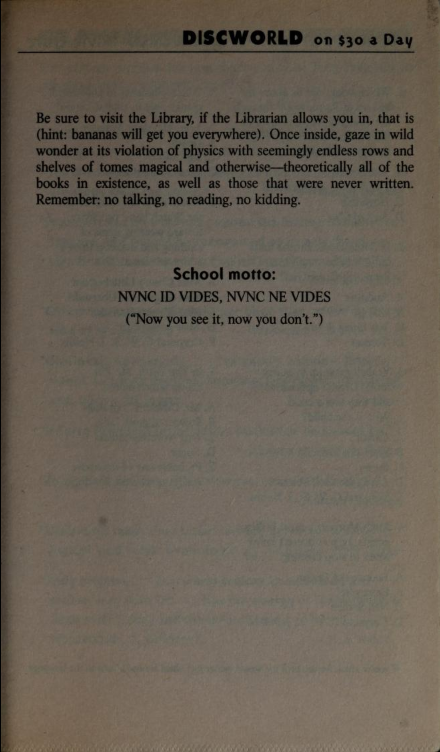 DISCWORLD on $30 a Day
Be sure to visit the Library, if the Librarian allows you in, that is
(hint: bananas will get you everywhere). Once inside, gaze in wild
wonder at its violation of physics with seemingly endless rows and
shelves of tomes magical and otherwise—theoretically all of the
books in existence, as well as those that were never written.
Remember: no talking, no reading, no kidding.
School motto:
NVNC ID VIDES, NVNC NE VIDES
("Now you see it, now you don't.")